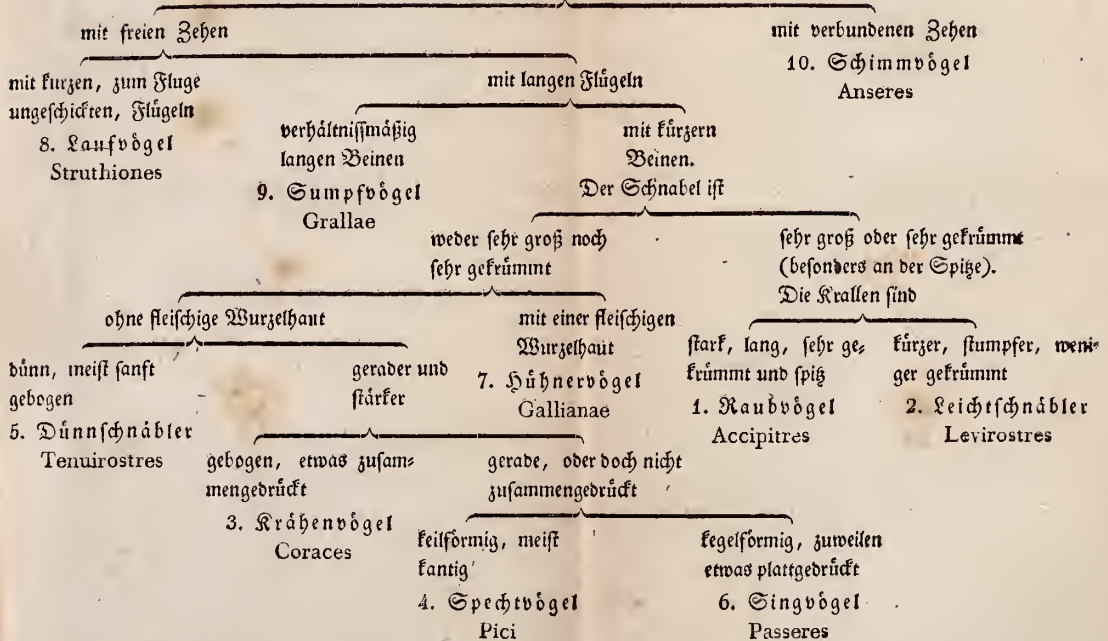 mit freien Zehen
mit verbundenen Zehen
10. Schimmvögel
Anseres
mit kurzen, zum Fluge
ungeschickten, Flügeln
8. Laufvögel
Struthiones
mit langen Flügeln
verhältnissmäßig
langen Beinen
9. Sumpfvögel
Grallae
mit kürzern
Beinen.
Der Schnabel ist
weder sehr groß noch
sehr gekrümmt
sehr groß oder sehr gekrümmt
(besonders an der Spitze).
Die Krallen sind
ohne fleischige Wurzelhaut
mit einer fleischigen
Wurzelhaut
7. Hühnervögel
Gallianae
stark, lang, sehr ge-
krümmt und spitz
1. Raubvögel
Accipitres
kürzer, stumpfer, weni-
ger gekrümmt
2. Leichtschnäbler
Levirostres
dünn, meist sanft
gebogen
5. Dünnschnäbler
Tenuirostres
gerader und
stärker
gebogen, etwas zusam-
mengedrückt
3. Krähenvögel
Coraces
gerade, oder doch nicht
zusammengedrückt
keilförmig, meist
kantig
4. Spechtvögel
Pici
kegelförmig, zuweilen
etwas plattgedrückt
6. Singvögel
Passeres